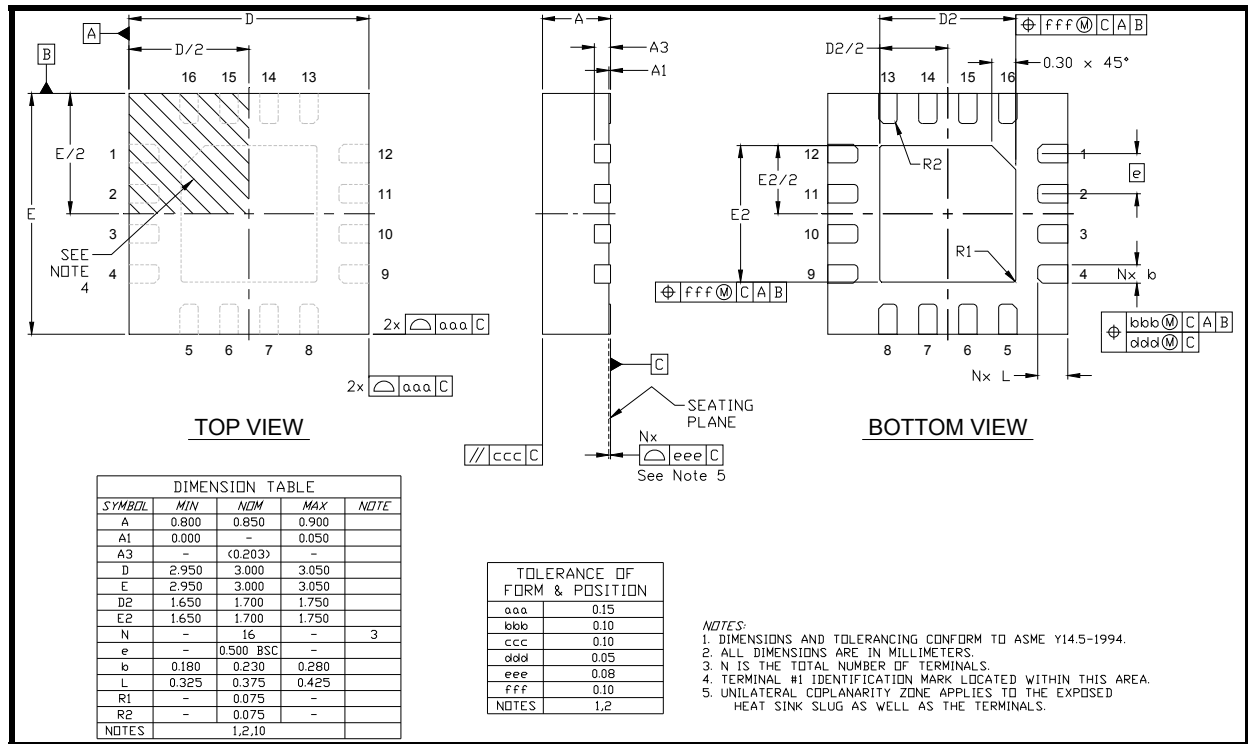 D
A
D2
⌖ fff Ⓜ C A B
A
D/2
A3
D2/2
B
A1
0.30 x 45°
16 15 14 13
13 14 15 16
E/2
1
12
R2
12
1
e
2
11
E2/2
11
2
E
E2
3
10
10
3
SEE
NOTE
4
R1
4
9
9
4
Nx b
⌖ fff Ⓜ C A B
2x ⌓ aaa C
⌖ bbb Ⓜ C A B
ddd Ⓜ C
5 6 7 8
8 7 6 5
C
Nx L
2x ⌓ aaa C
SEATING
PLANE
TOP VIEW
BOTTOM VIEW
Nx
// ccc C
⌓ eee C
See Note 5
DIMENSION TABLE
SYMBOL MIN NOM MAX NOTE
A 0.800 0.850 0.900
A1 0.000 - 0.050
A3 - (0.203) -
D 2.950 3.000 3.050
E 2.950 3.000 3.050
D2 1.650 1.700 1.750
E2 1.650 1.700 1.750
N - 16 - 3
e - 0.500 BSC -
b 0.180 0.230 0.280
L 0.325 0.375 0.425
R1 - 0.075 -
R2 - 0.075 -
NOTES 1,2,10
TOLERANCE OF
FORM & POSITION
aaa 0.15
bbb 0.10
ccc 0.10
ddd 0.05
eee 0.08
fff 0.10
NOTES 1,2
NOTES:
1. DIMENSIONS AND TOLERANCING CONFORM TO ASME Y14.5-1994.
2. ALL DIMENSIONS ARE IN MILLIMETERS.
3. N IS THE TOTAL NUMBER OF TERMINALS.
4. TERMINAL #1 IDENTIFICATION MARK LOCATED WITHIN THIS AREA.
5. UNILATERAL COPLANARITY ZONE APPLIES TO THE EXPOSED
HEAT SINK SLUG AS WELL AS THE TERMINALS.